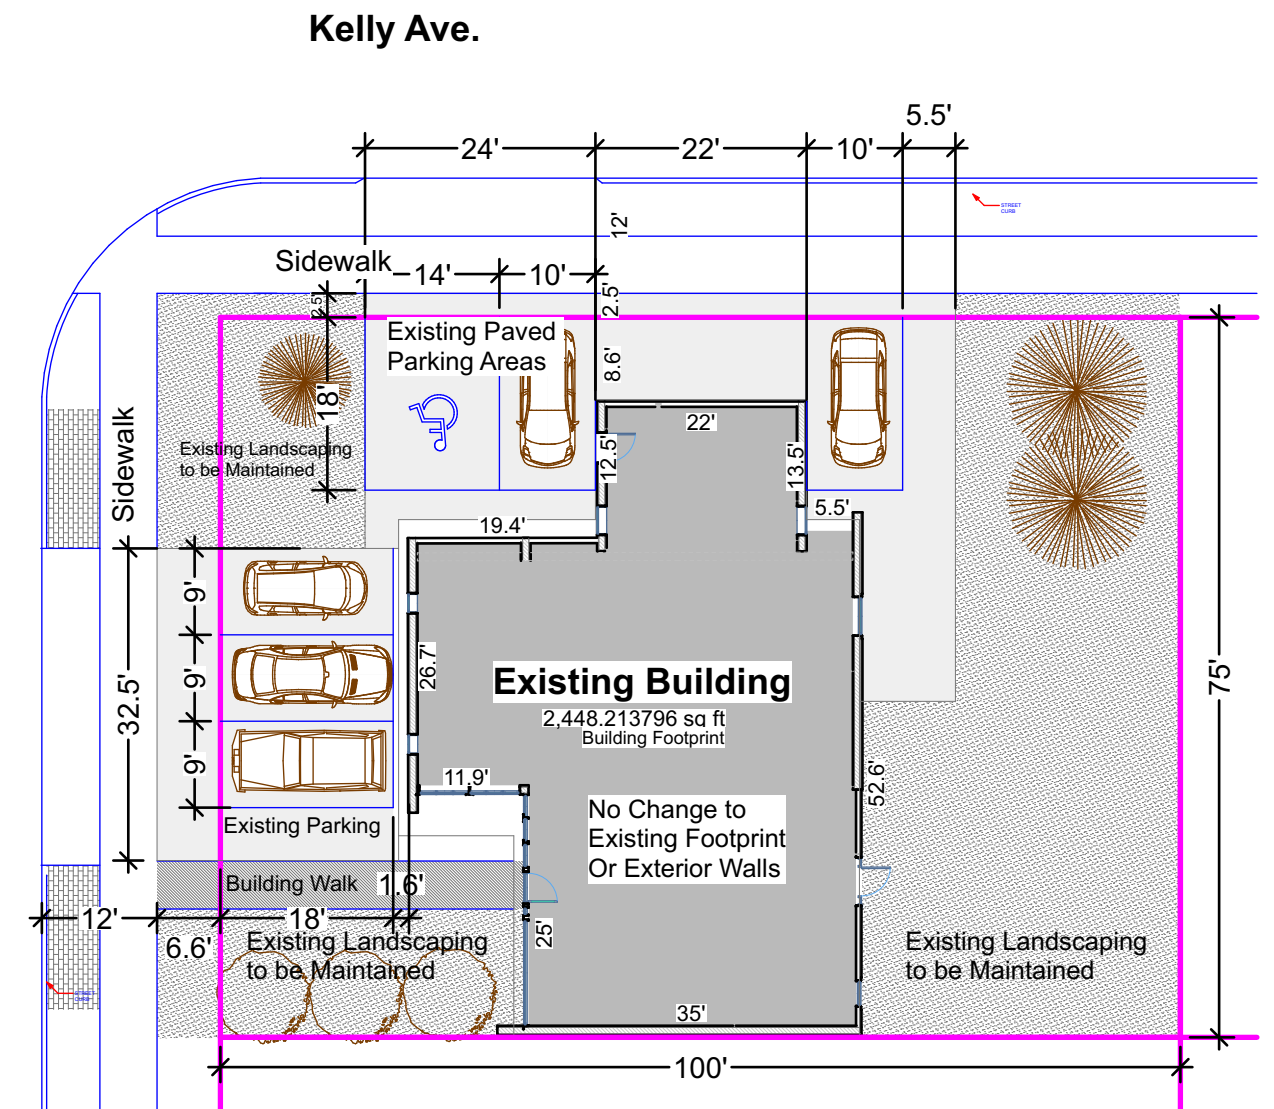 Kelly Ave.
5.5'
24'
22'
10'
STREET
CURB
12'
Sidewalk
14'
10'
2.5'
2.5'
Existing Paved
Parking Areas
8.6'
18'
22'
Sidewalk
Existing Landscaping
to be Maintained
12.5'
13.5'
19.4'
5.5'
9'
26.7'
Existing Building
2,448.213796 sq ft
Building Footprint
9'
32.5'
75'
9'
11.9'
52.6'
No Change to
Existing Footprint
Or Exterior Walls
Existing Parking
Building Walk
1.6'
12'
18'
6.6'
25'
Existing Landscaping
to be Maintained
Existing Landscaping
to be Maintained
STREET
CURB
35'
100'